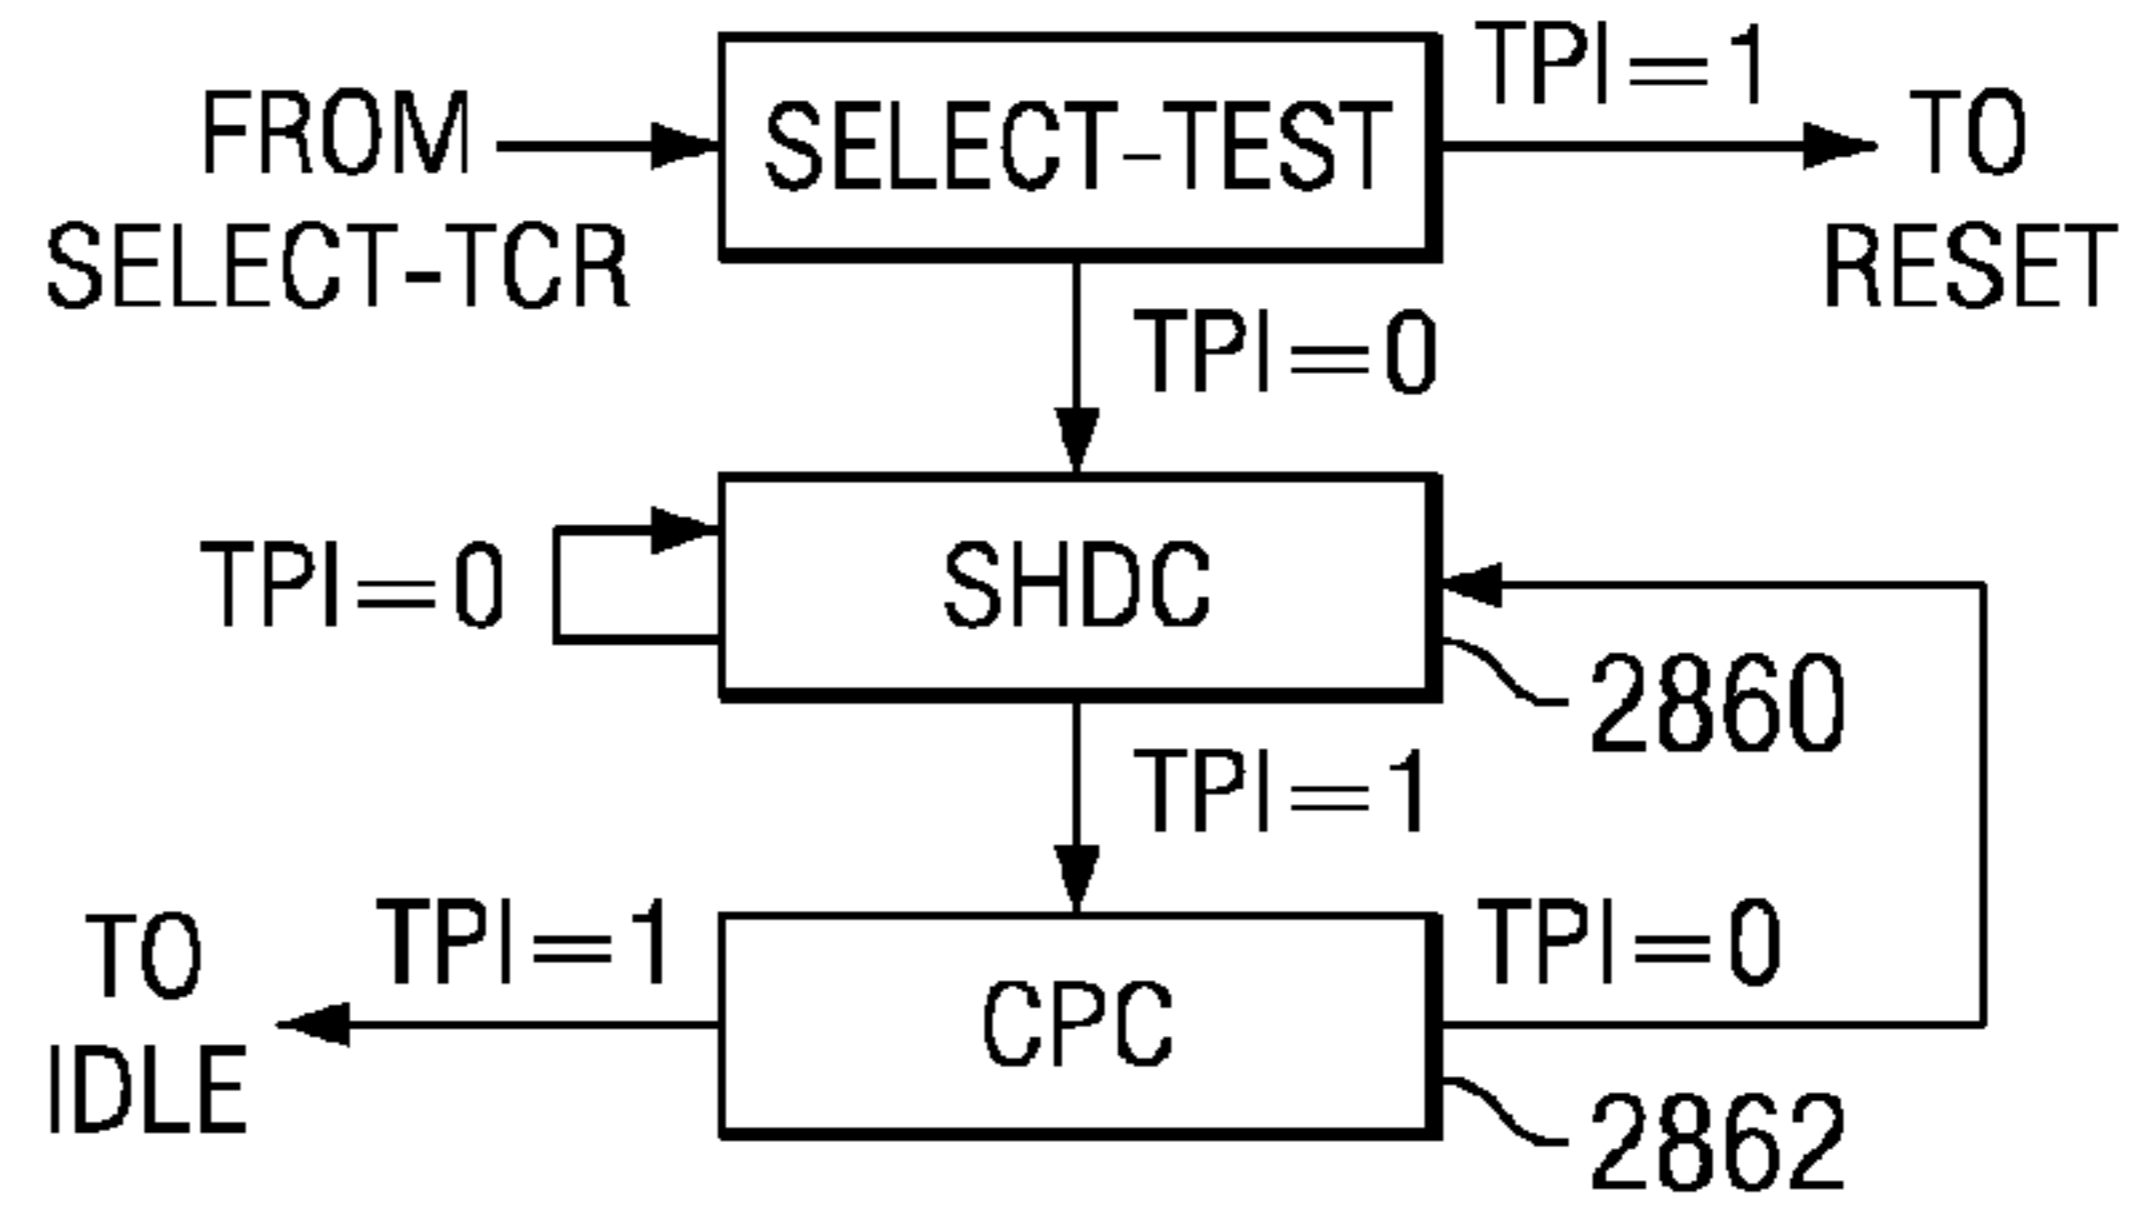 FROM
SELECT-TCR
SELECT-TEST
TPI=1
TO
RESET
TPI=0
TPI=0
SHDC
2860
TPI=1
TO
IDLE
TPI=1
CPC
TPI=0
2862